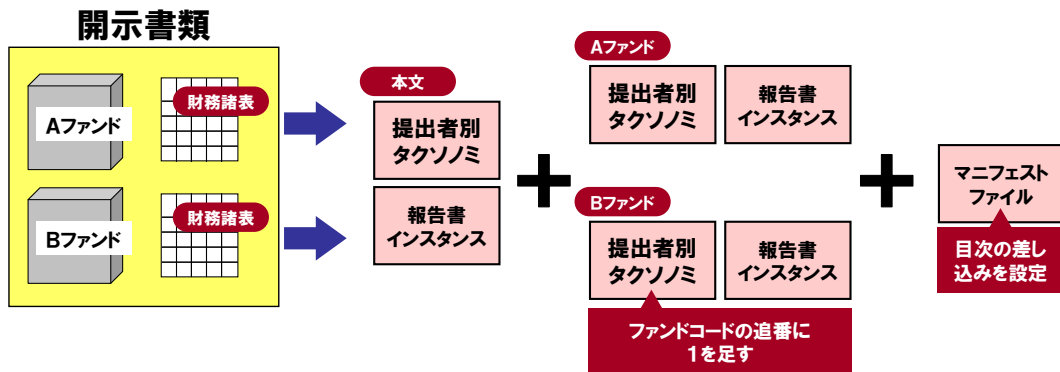 開示書類
Aファンド
財務諸表
Bファンド
財務諸表
本文
提出者別
タクソノミ
報告書
インスタンス
Aファンド
提出者別
タクソノミ
報告書
インスタンス
Bファンド
提出者別
タクソノミ
報告書
インスタンス
ファンドコードの追番に
1を足す
マニフェスト
ファイル
目次の差し
込みを設定